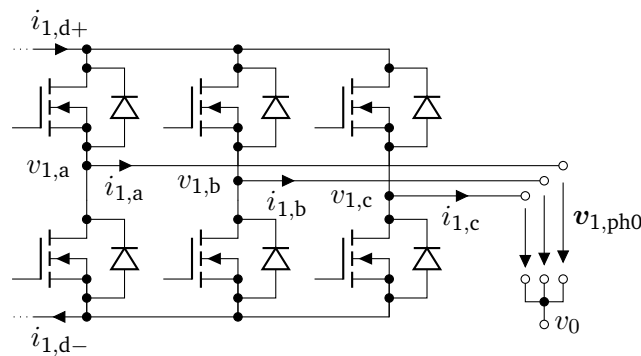 i1,d+
v1,a
i1,a
v1,b
i1,b
v1,c
i1,c
v1,ph0
v0
i1,d−